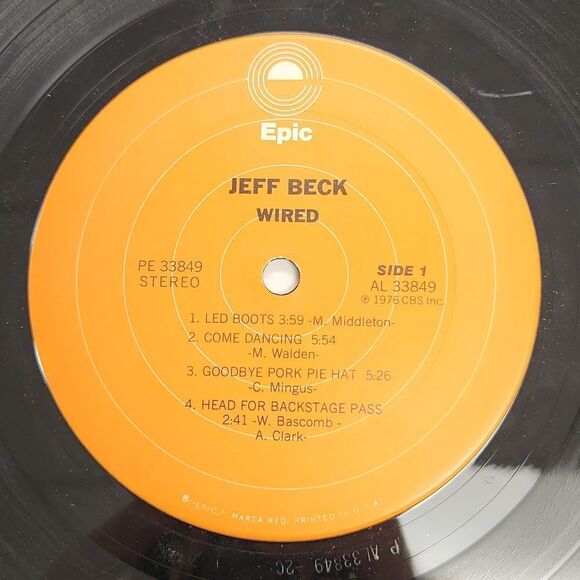 Epic
JEFF BECK
WIRED
PE 33849
STEREO
SIDE 1
AL 33849
℗ 1976 CBS Inc.
1. LED BOOTS 3:59 -M. Middleton-
2. COME DANCING 5:54
-M. Walden-
3. GOODBYE PORK PIE HAT 5:26
-C. Mingus-
4. HEAD FOR BACKSTAGE PASS
2:41 -W. Bascomb -
A. Clark-
MARCA REG. PRINTED IN U.S.A.
P AL 33849 -2C